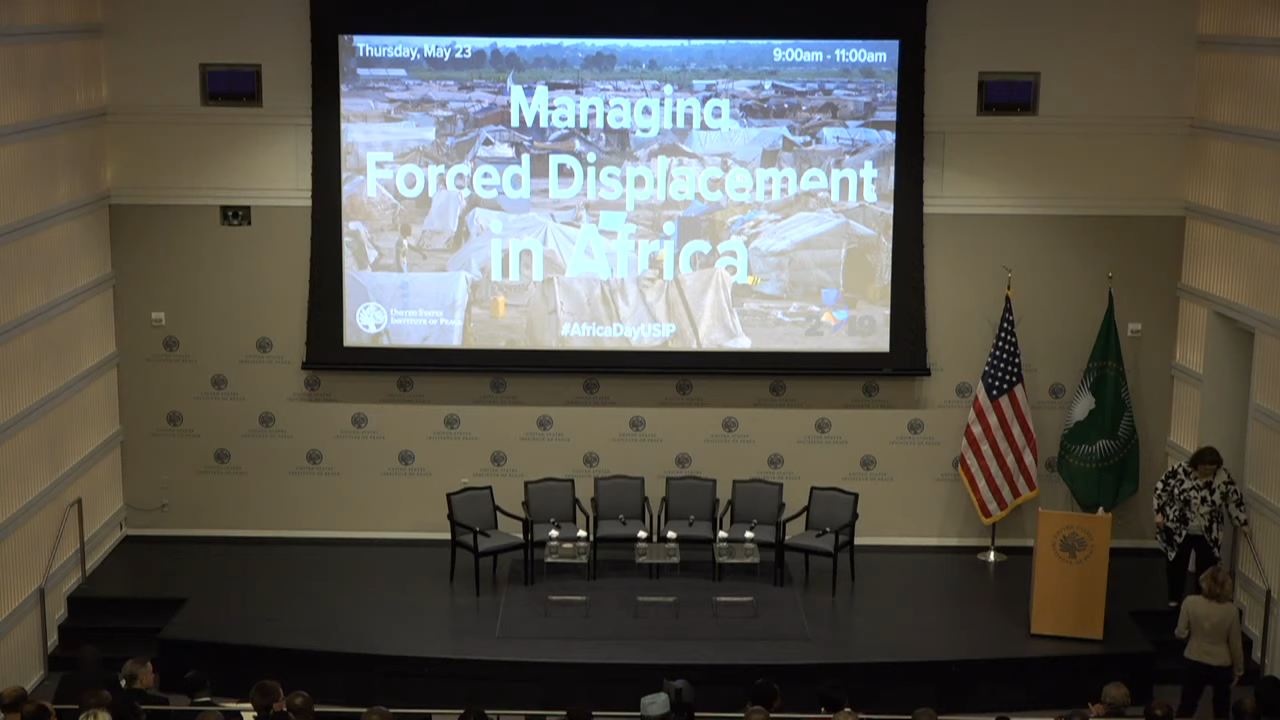 Thursday, May 23
9:00am - 11:00am
Managing
Forced Displacement
in Africa
UNITED STATES
INSTITUTE OF PEACE
#AfricaDayUSIP